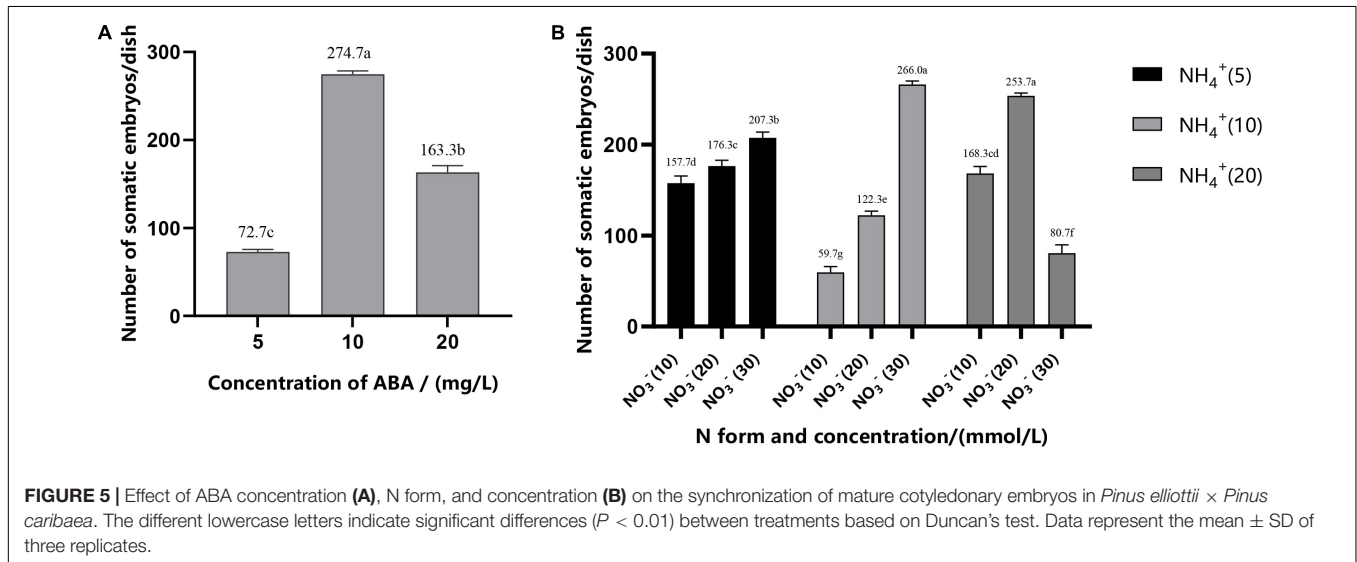 A
Number of somatic embryos/dish
300
200
100
0
274.7a
163.3b
72.7c
5 10 20
Concentration of ABA / (mg/L)
B
Number of somatic embryos/dish
300
200
100
0
157.7d
176.3c
207.3b
59.7g
122.3e
266.0a
168.3cd
253.7a
80.7f
NO3-(10)
NO3-(20)
NO3-(30)
NO3-(10)
NO3-(20)
NO3-(30)
NO3-(10)
NO3-(20)
NO3-(30)
N form and concentration/(mmol/L)
NH4+(5)
NH4+(10)
NH4+(20)
FIGURE 5 | Effect of ABA concentration (A), N form, and concentration (B) on the synchronization of mature cotyledonary embryos in Pinus elliottii × Pinus
caribaea. The different lowercase letters indicate significant differences (P < 0.01) between treatments based on Duncan's test. Data represent the mean ± SD of
three replicates.